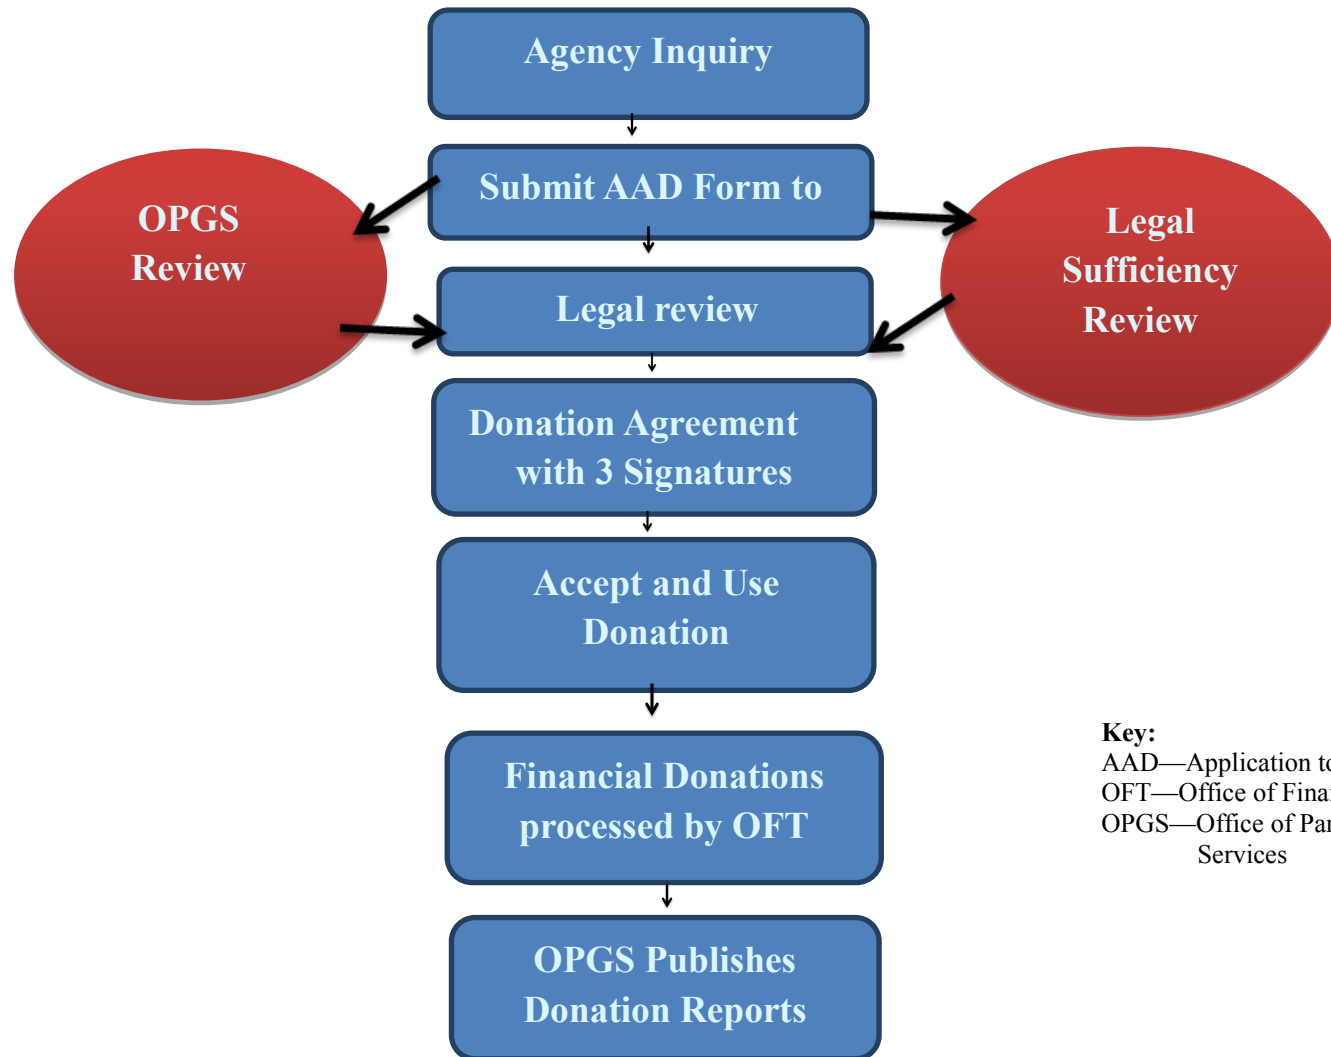 Agency Inquiry
Submit AAD Form to
OPGS
Review
Legal
Sufficiency
Review
Legal review
Donation Agreement
with 3 Signatures
Accept and Use
Donation
Financial Donations
processed by OFT
Key:
AAD—Application to
OFT—Office of
OPGS—Office of
Services
OPGS Publishes
Donation Reports